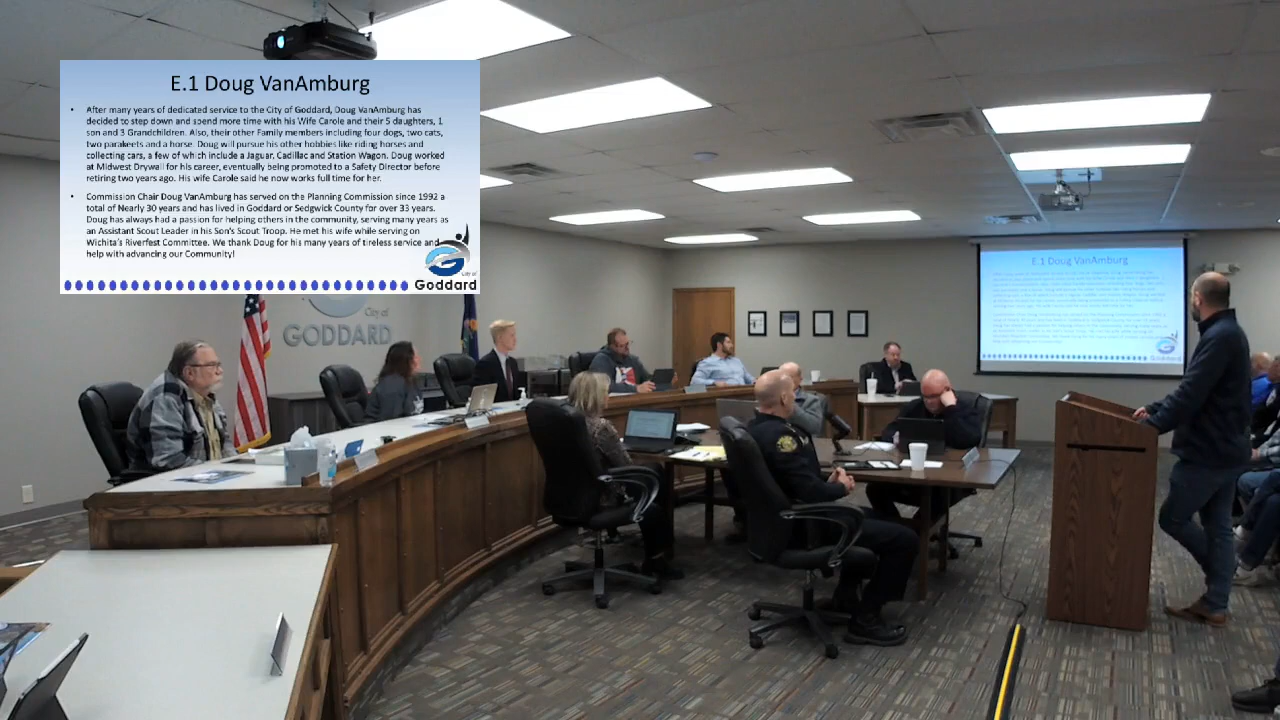 E.1 Doug VanAmburg
• After many years of dedicated service to the City of Goddard, Doug VanAmburg has
decided to step down and spend more time with his Wife Carole and their 5 daughters, 1
son and 3 Grandchildren. Also, their other Family members including four dogs, two cats,
two parakeets and a horse. Doug will pursue his other hobbies like riding horses and
collecting cars, a few of which include a Jaguar, Cadillac and Station Wagon. Doug worked
at Midwest Drywall for his career, eventually being promoted to a Safety Director before
retiring two years ago. His wife Carole said he now works full time for her.
• Commission Chair Doug VanAmburg has served on the Planning Commission since 1992 a
total of Nearly 30 years and has lived in Goddard or Sedgwick County for over 33 years.
Doug has always had a passion for helping others in the community, serving many years as
an Assistant Scout Leader in his Son's Scout Troop. He met his wife while serving on
Wichita's Riverfest Committee. We thank Doug for his many years of tireless service and
help with advancing our Community!
City of
Goddard
City of
GODDARD
E.1 Doug VanAmburg